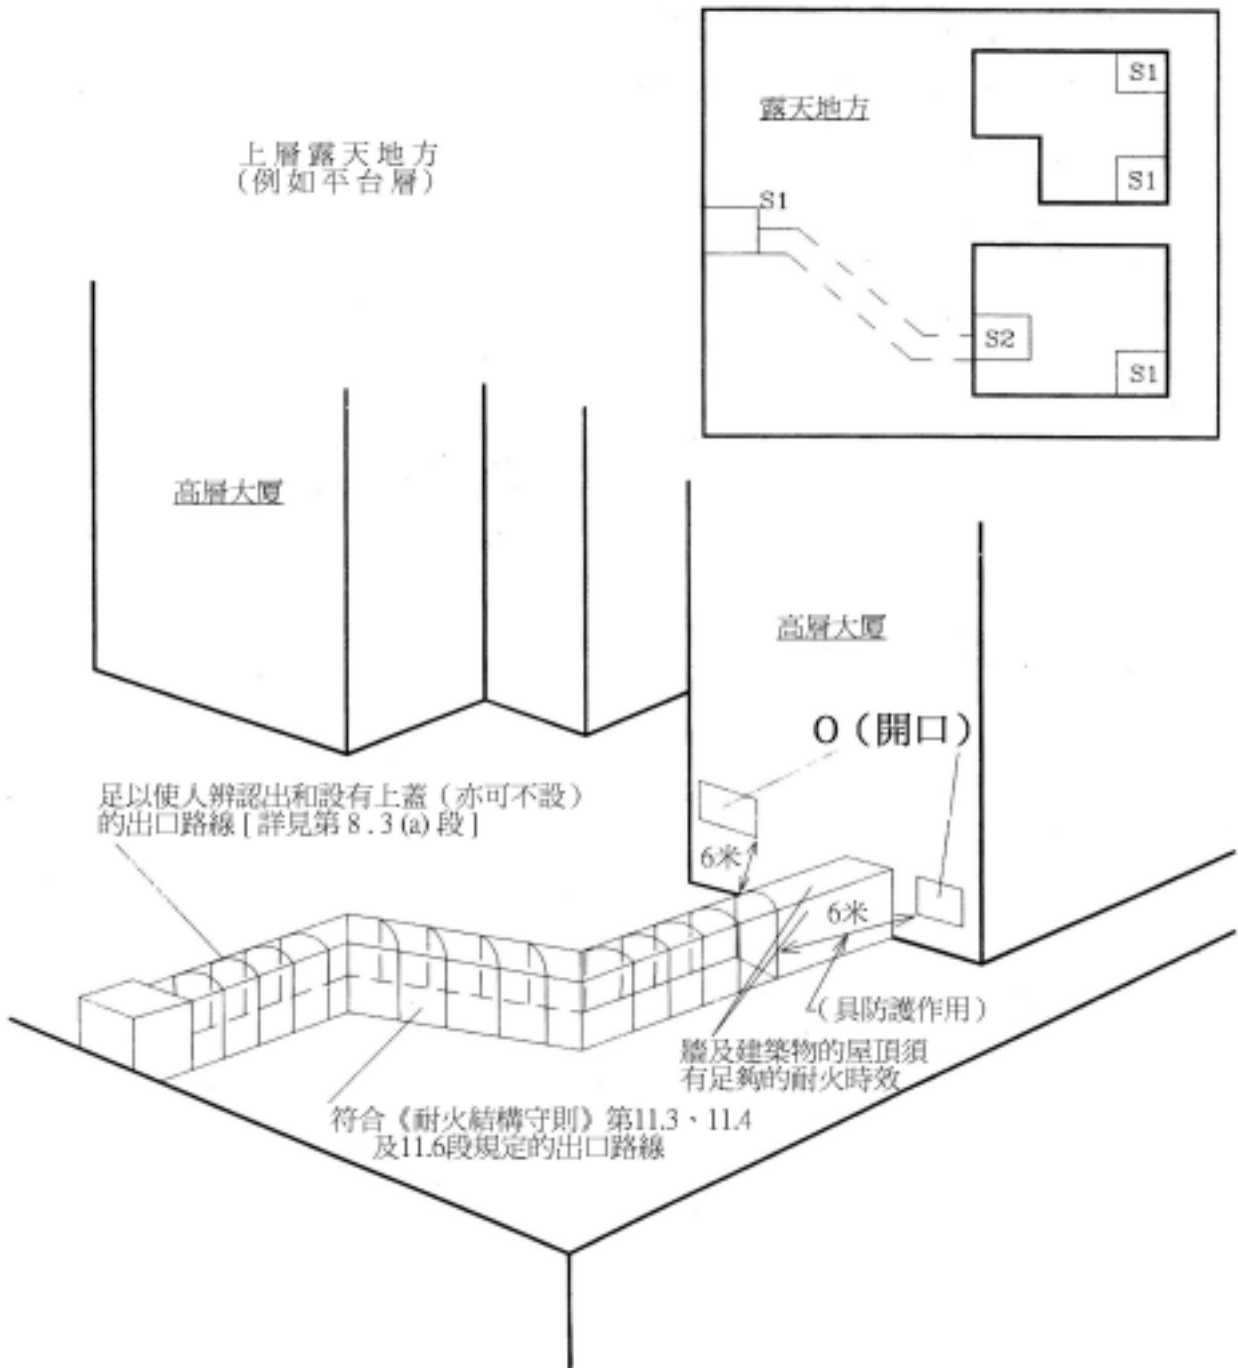 上層露天地方
(例如平台層)
露天地方
S1
S1
S1
S2
S1
高層大厦
高層大厦
O（開口）
足以使人辨認出和設有上蓋（亦可不設）
的出口路線 [ 詳見第 8 . 3 (a) 段 ]
6米
6米
（具防護作用）
牆及建築物的屋頂須
有足夠的耐火時效
符合《耐火結構守則》第11.3、11.4
及11.6段規定的出口路線